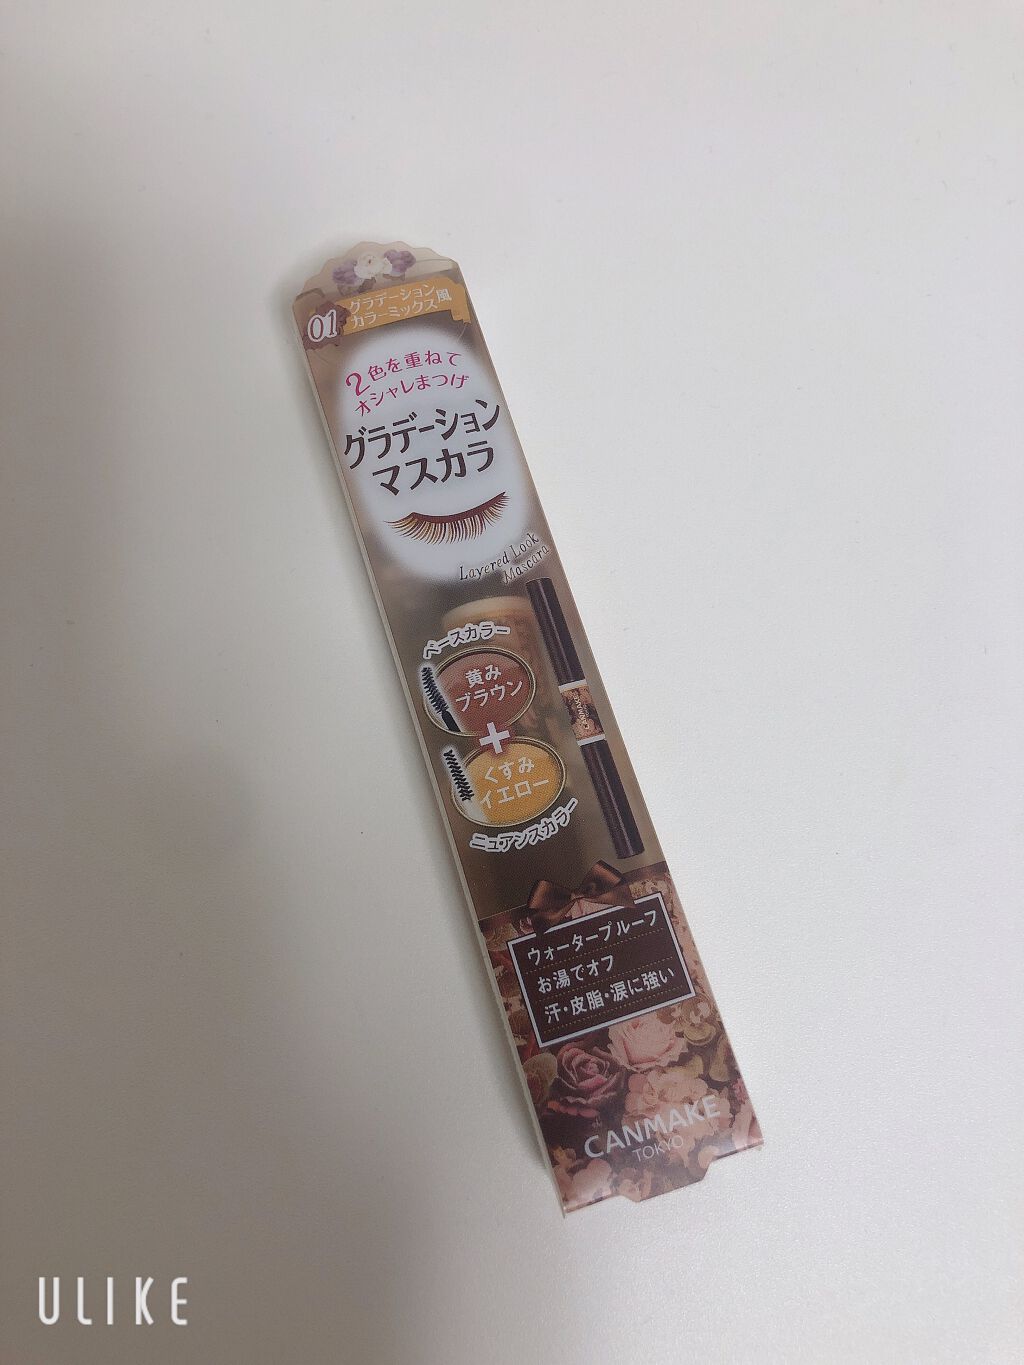 01
グラデーション
カラーミックス風
2色を重ねて
オシャレまつげ
グラデーション
マスカラ
Layered Look
Mascara
ベースカラー
黄み
ブラウン
+
くすみ
イエロー
ニュアンスカラー
CANMAKE
ウォータープルーフ
お湯でオフ
汗・皮脂・涙に強い
CANMAKE
TOKYO
ULIKE